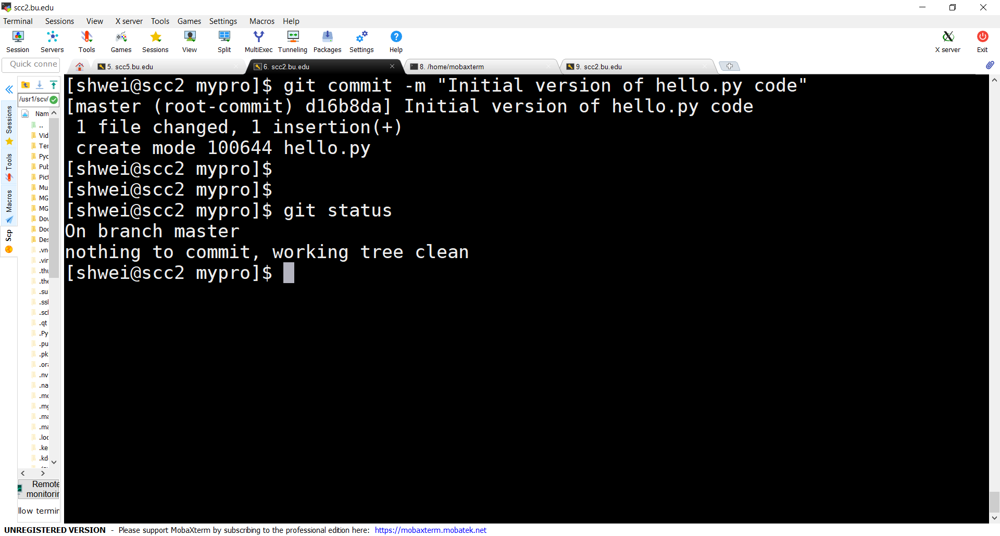 scc2.bu.edu
Terminal Sessions View X server Tools Games Settings Macros Help
Session Servers Tools Games Sessions View Split MultiExec Tunneling Packages Settings Help X server Exit
Quick conne
5. scc5.bu.edu
6. scc2.bu.edu
8. /home/mobaxterm
9. scc2.bu.edu
/usr1/scv/
Nam
..
Vid
Ter
Pyc
Pub
Pict
Mu
MG
MG
Dov
Doc
Des
.vn
.vir
.thu
.the
.su
.ssl
.scl
.qt
.Py
.pu
.pk
.ora
.nv
.na
.mc
.mg
.ma
.ma
.loc
.ke
.kd
Sessions
Tools
Macros
Scp
Remote
monitorin
llow termin
[shwei@scc2 mypro]$ git commit -m "Initial version of hello.py code"
[master (root-commit) d16b8da] Initial version of hello.py code
1 file changed, 1 insertion(+)
create mode 100644 hello.py
[shwei@scc2 mypro]$
[shwei@scc2 mypro]$
[shwei@scc2 mypro]$ git status
On branch master
nothing to commit, working tree clean
[shwei@scc2 mypro]$
UNREGISTERED VERSION - Please support MobaXterm by subscribing to the professional edition here: https://mobaxterm.mobatek.net